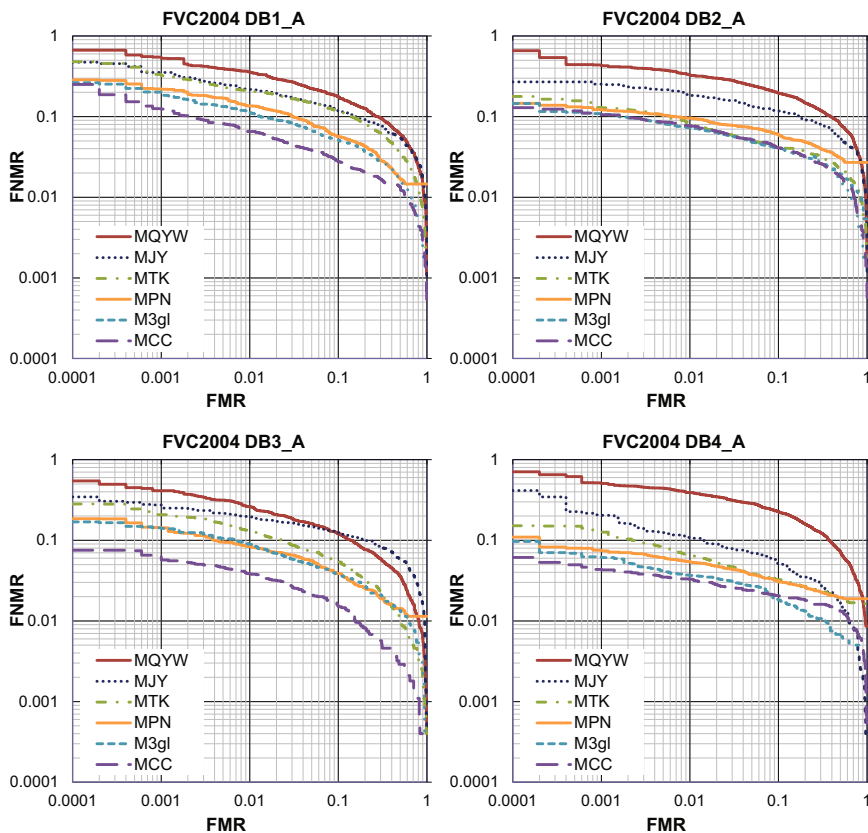 FVC2004 DB1_A
1
0.1
0.01
0.001
0.0001
FNMR
MQYW
MJY
MTK
MPN
M3gl
MCC
0.0001 0.001 0.01 0.1 1
FMR
FVC2004 DB2_A
1
0.1
0.01
0.001
0.0001
FNMR
MQYW
MJY
MTK
MPN
M3gl
MCC
0.0001 0.001 0.01 0.1 1
FMR
FVC2004 DB3_A
1
0.1
0.01
0.001
0.0001
FNMR
MQYW
MJY
MTK
MPN
M3gl
MCC
0.0001 0.001 0.01 0.1 1
FMR
FVC2004 DB4_A
1
0.1
0.01
0.001
0.0001
FNMR
MQYW
MJY
MTK
MPN
M3gl
MCC
0.0001 0.001 0.01 0.1 1
FMR